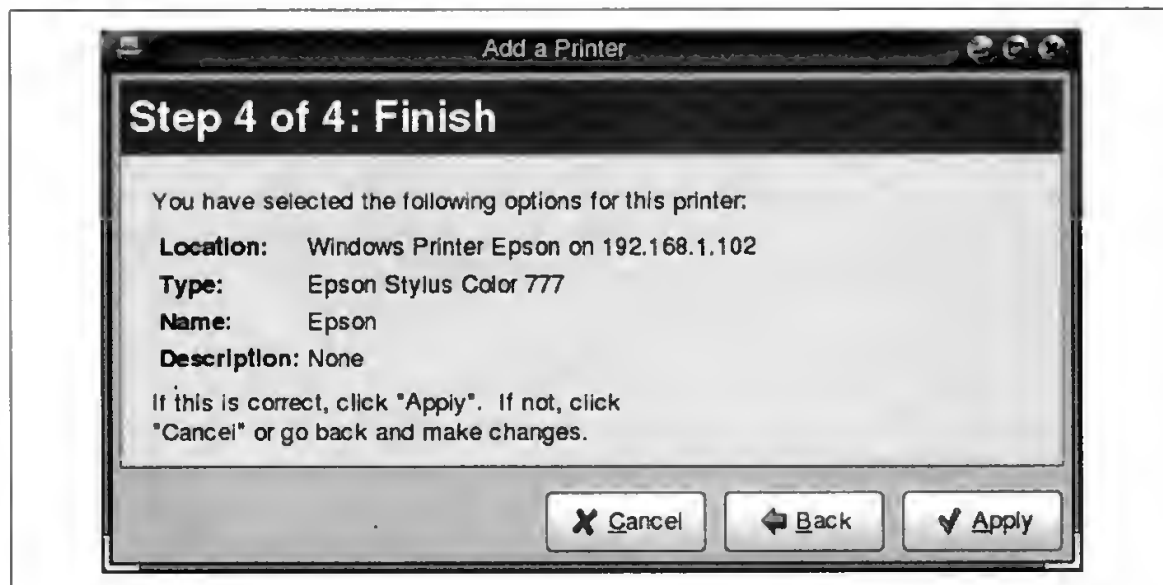 Add a Printer
Step 4 of 4: Finish
You have selected the following options for this printer:
Location: Windows Printer Epson on 192.168.1.102
Type: Epson Stylus Color 777
Name: Epson
Description: None
If this is correct, click "Apply". If not, click
"Cancel" or go back and make changes.
Cancel Back Apply